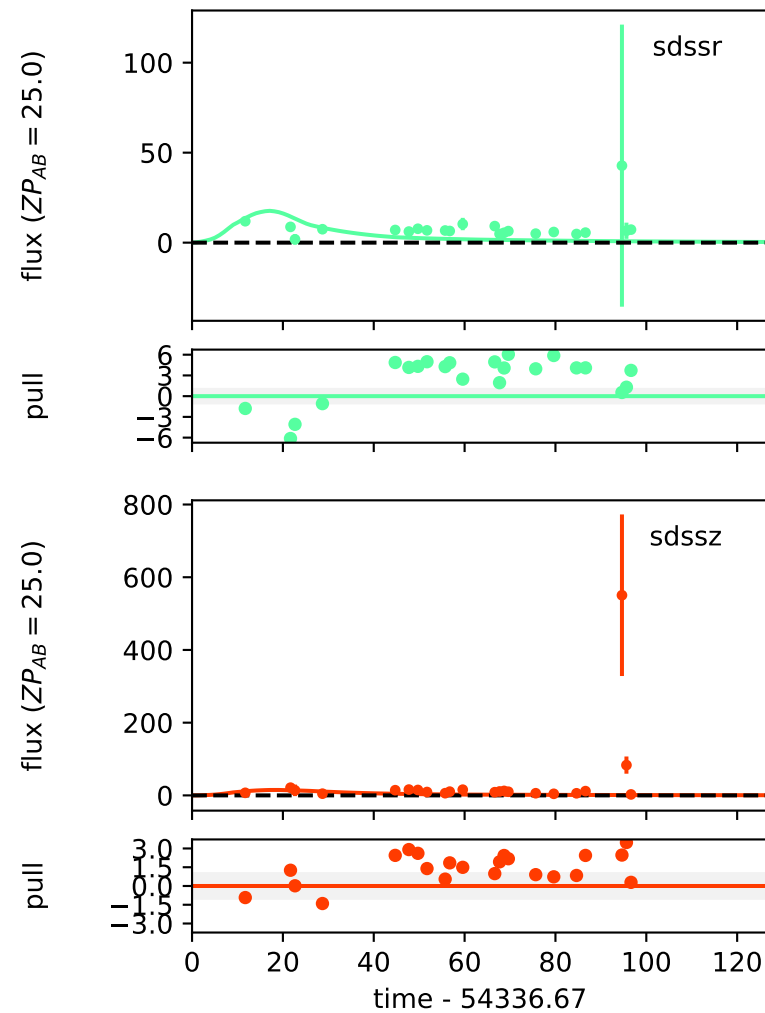 sdssr
flux (ZP_AB = 25.0)
100
50
0
pull
6
3
0
−3
−6
sdssz
flux (ZP_AB = 25.0)
800
600
400
200
0
pull
3.0
1.5
0.0
−1.5
−3.0
0 20 40 60 80 100 120
time - 54336.67